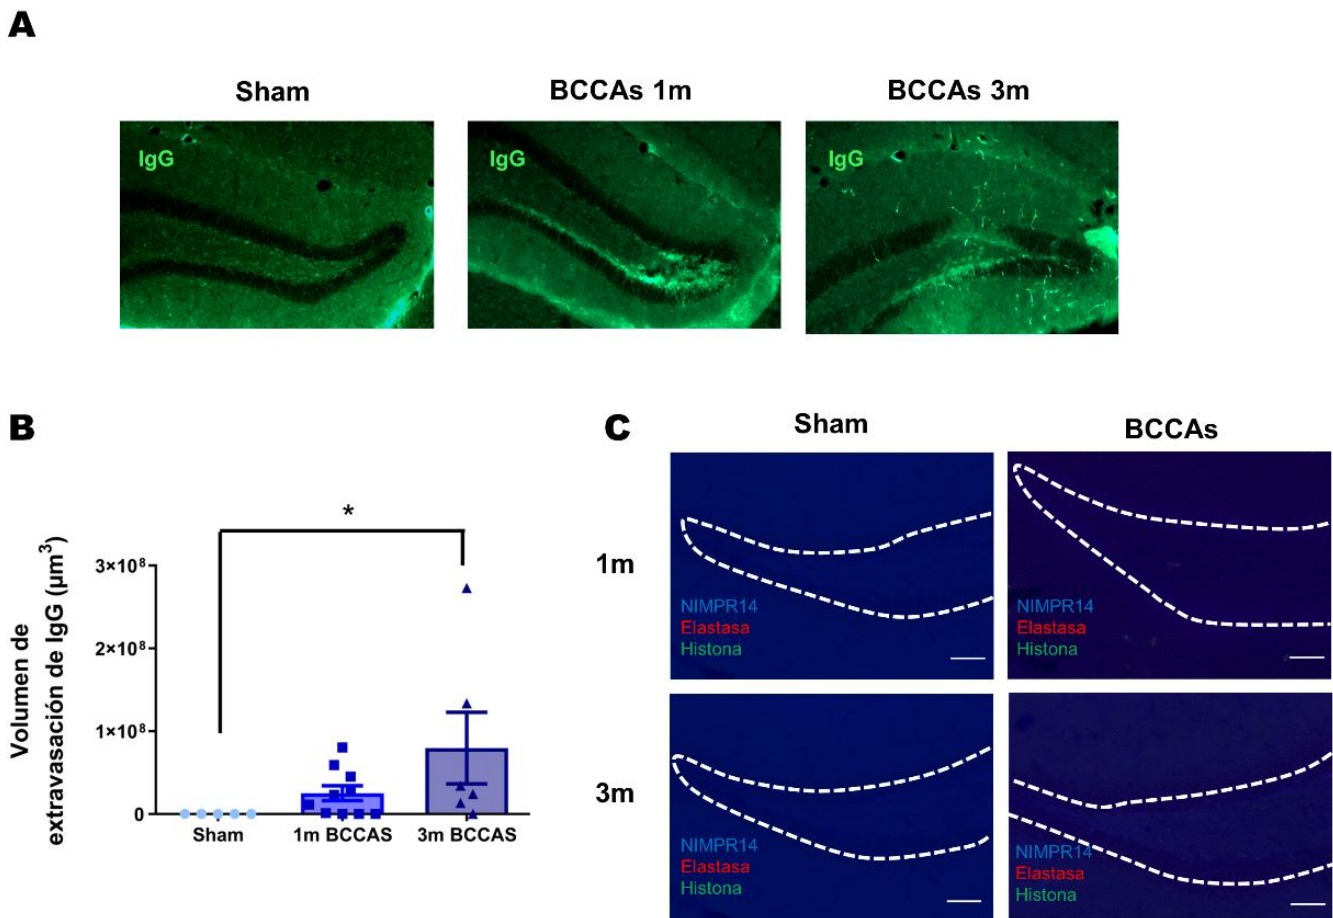 A
Sham
BCCAs 1m
BCCAs 3m
IgG
IgG
IgG
B
*
Volumen de
extravasación de IgG (µm³)
3×10⁸
2×10⁸
1×10⁸
0
Sham
1m BCCAS
3m BCCAS
C
Sham
BCCAs
1m
NIMPR14
Elastasa
Histona
NIMPR14
Elastasa
Histona
3m
NIMPR14
Elastasa
Histona
NIMPR14
Elastasa
Histona